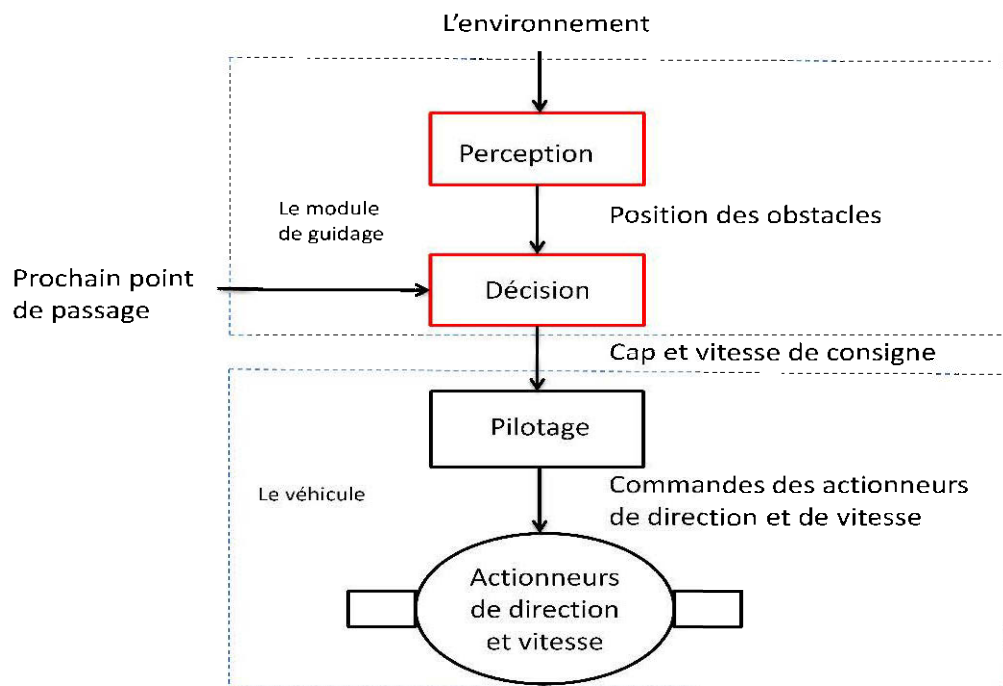 L'environnement
Perception
Le module
de guidage
Position des obstacles
Prochain point
de passage
Décision
Cap et vitesse de consigne
Pilotage
Le véhicule
Commandes des actionneurs
de direction et de vitesse
Actionneurs
de direction
et vitesse